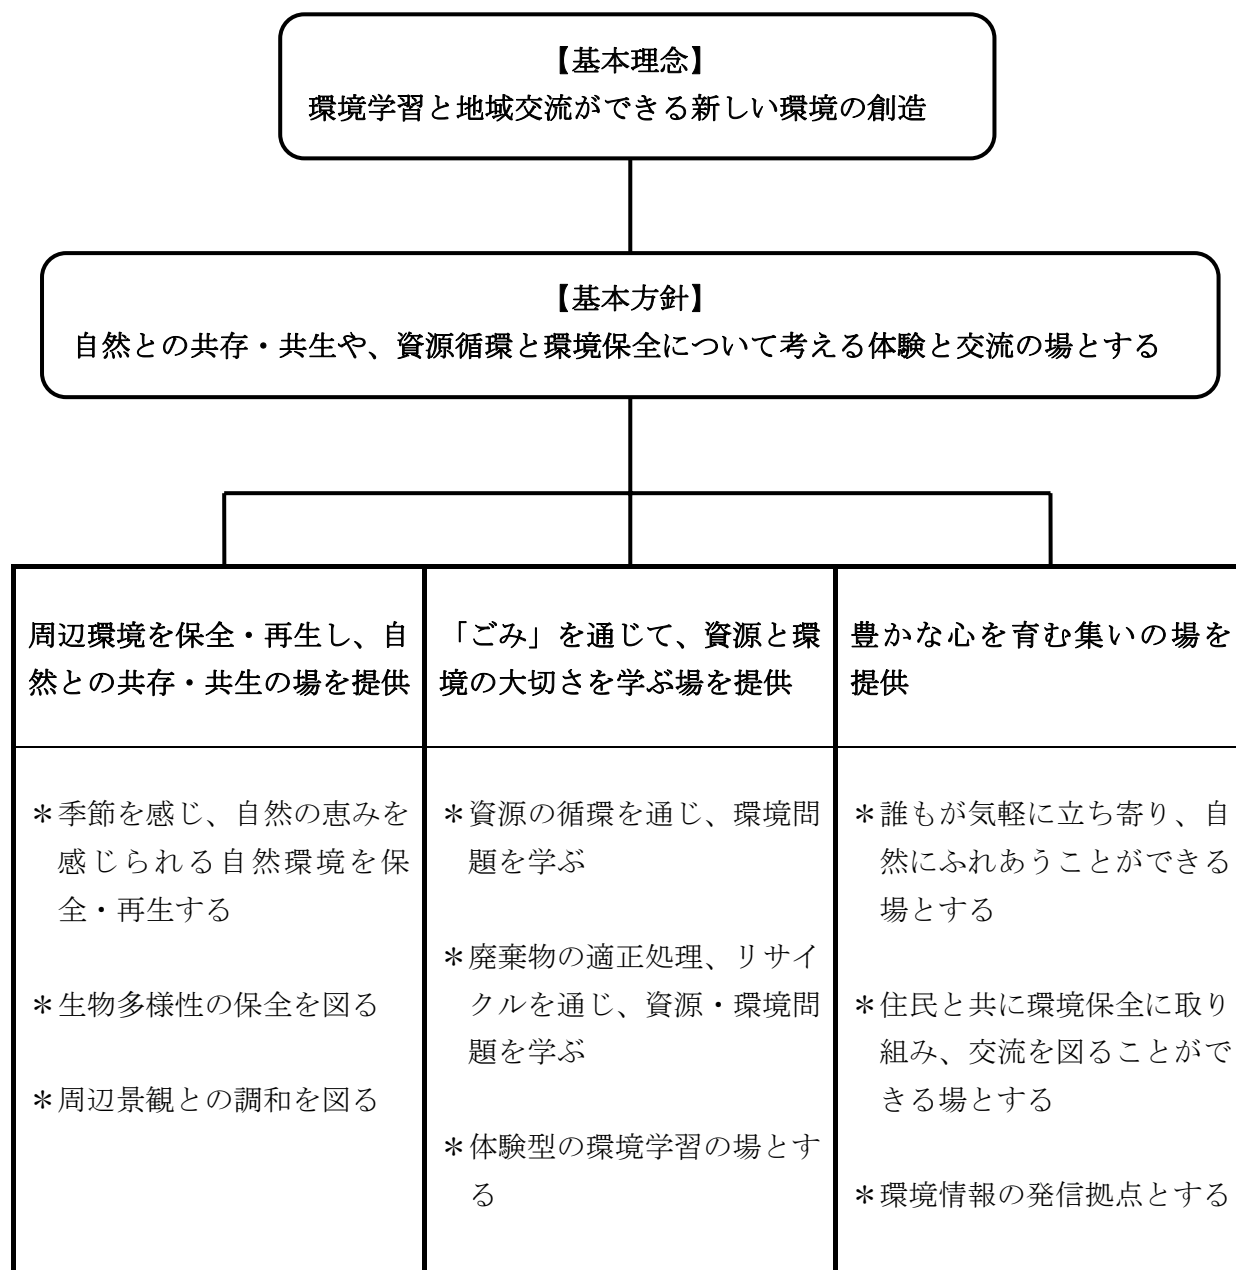 【基本理念】
環境学習と地域交流ができる新しい環境の創造
【基本方針】
自然との共存・共生や、資源循環と環境保全について考える体験と交流の場とする
周辺環境を保全・再生し、自
然との共存・共生の場を提供
「ごみ」を通じて、資源と環
境の大切さを学ぶ場を提供
豊かな心を育む集いの場を
提供
＊季節を感じ、自然の恵みを
感じられる自然環境を保
全・再生する
＊生物多様性の保全を図る
＊周辺景観との調和を図る
＊資源の循環を通じ、環境問
題を学ぶ
＊廃棄物の適正処理、リサイ
クルを通じ、資源・環境問
題を学ぶ
＊体験型の環境学習の場とす
る
＊誰もが気軽に立ち寄り、自
然にふれあうことができる
場とする
＊住民と共に環境保全に取り
組み、交流を図ることがで
きる場とする
＊環境情報の発信拠点とする